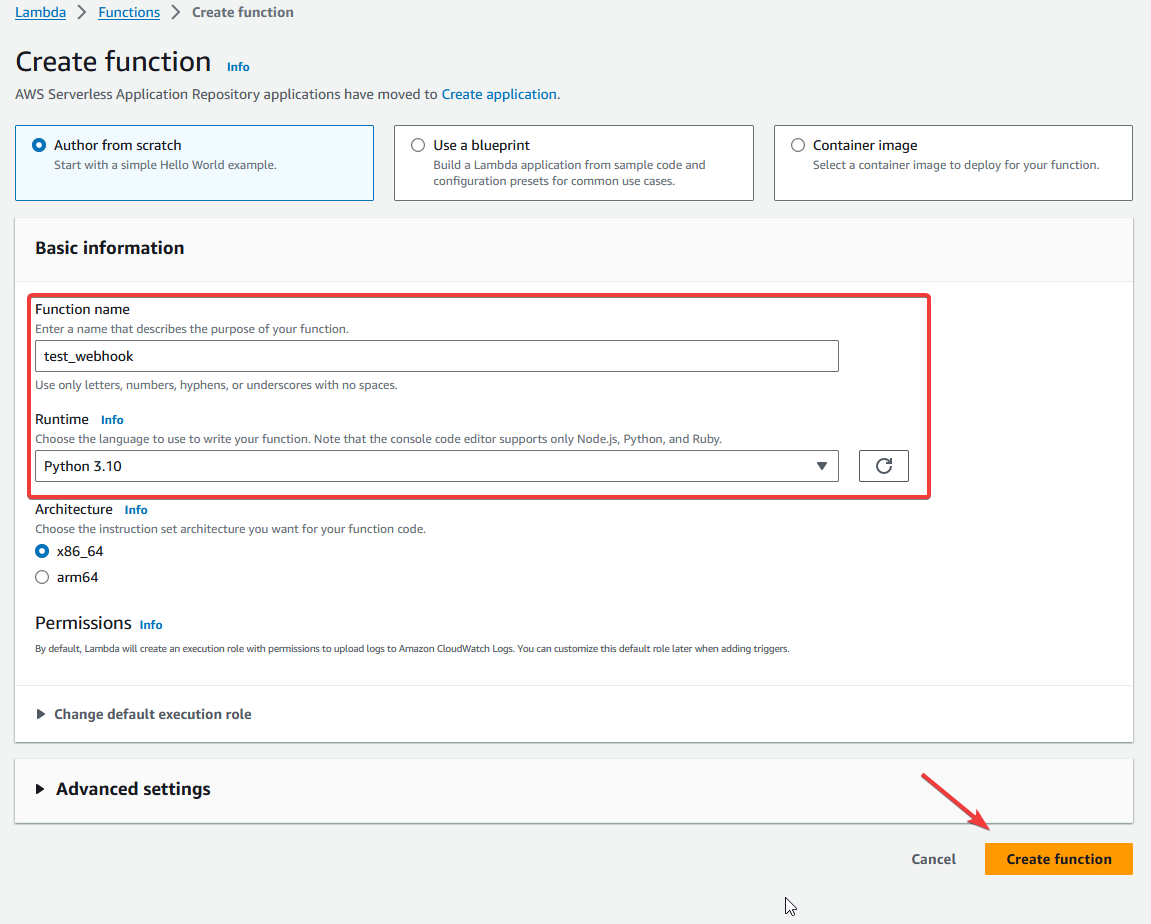 Lambda > Functions > Create function
Create function Info
AWS Serverless Application Repository applications have moved to Create application.
Author from scratch
Start with a simple Hello World example.
Use a blueprint
Build a Lambda application from sample code and
configuration presets for common use cases.
Container image
Select a container image to deploy for your function.
Basic information
Function name
Enter a name that describes the purpose of your function.
test_webhook
Use only letters, numbers, hyphens, or underscores with no spaces.
Runtime Info
Choose the language to use to write your function. Note that the console code editor supports only Node.js, Python, and Ruby.
Python 3.10
Architecture Info
Choose the instruction set architecture you want for your function code.
x86_64
arm64
Permissions Info
By default, Lambda will create an execution role with permissions to upload logs to Amazon CloudWatch Logs. You can customize this default role later when adding triggers.
Change default execution role
Advanced settings
Cancel
Create function